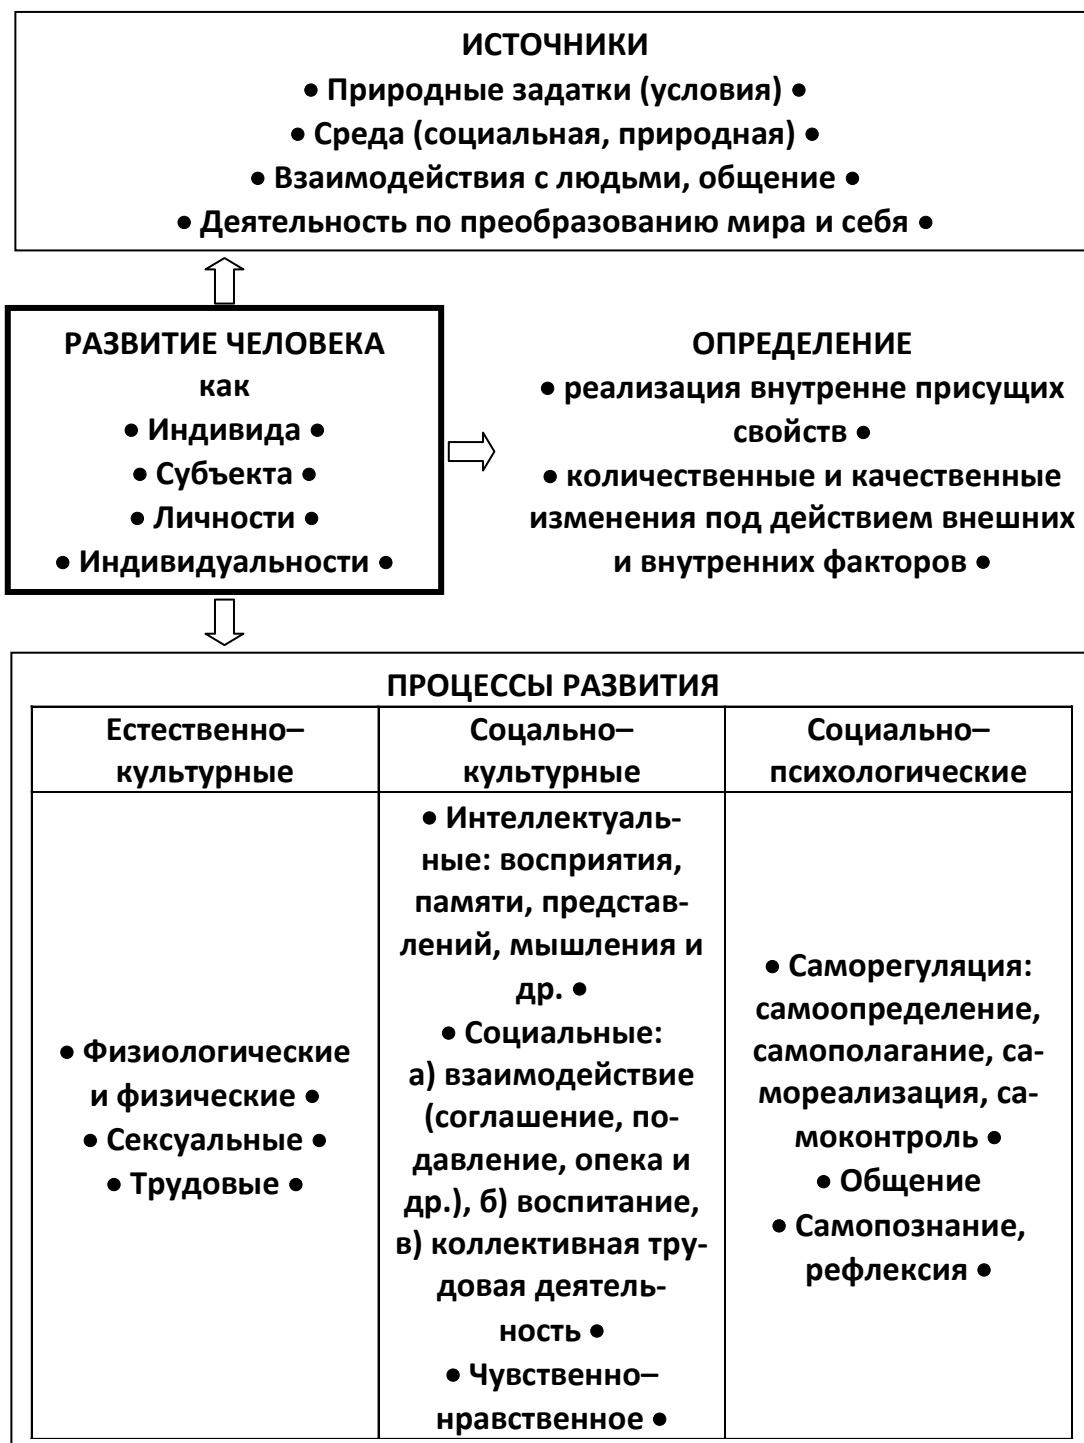 ИСТОЧНИКИ
• Природные задатки (условия) •
• Среда (социальная, природная) •
• Взаимодействия с людьми, общение •
• Деятельность по преобразованию мира и себя •
РАЗВИТИЕ ЧЕЛОВЕКА
как
• Индивида •
• Субъекта •
• Личности •
• Индивидуальности •
ОПРЕДЕЛЕНИЕ
• реализация внутренне присущих
свойств •
• количественные и качественные
изменения под действием внешних
и внутренних факторов •
ПРОЦЕССЫ РАЗВИТИЯ
Естественно–
культурные
Соцально–
культурные
Социально–
психологические
• Физиологические
и физические •
• Сексуальные •
• Трудовые •
• Интеллектуаль-
ные: восприятия,
памяти, представ-
лений, мышления и
др. •
• Социальные:
а) взаимодействие
(соглашение, по-
давление, опека и
др.), б) воспитание,
в) коллективная тру-
довая деятель-
ность •
• Чувственно–
нравственное •
• Саморегуляция:
самоопределение,
самополагание, са-
мореализация, са-
моконтроль •
• Общение
• Самопознание,
рефлексия •